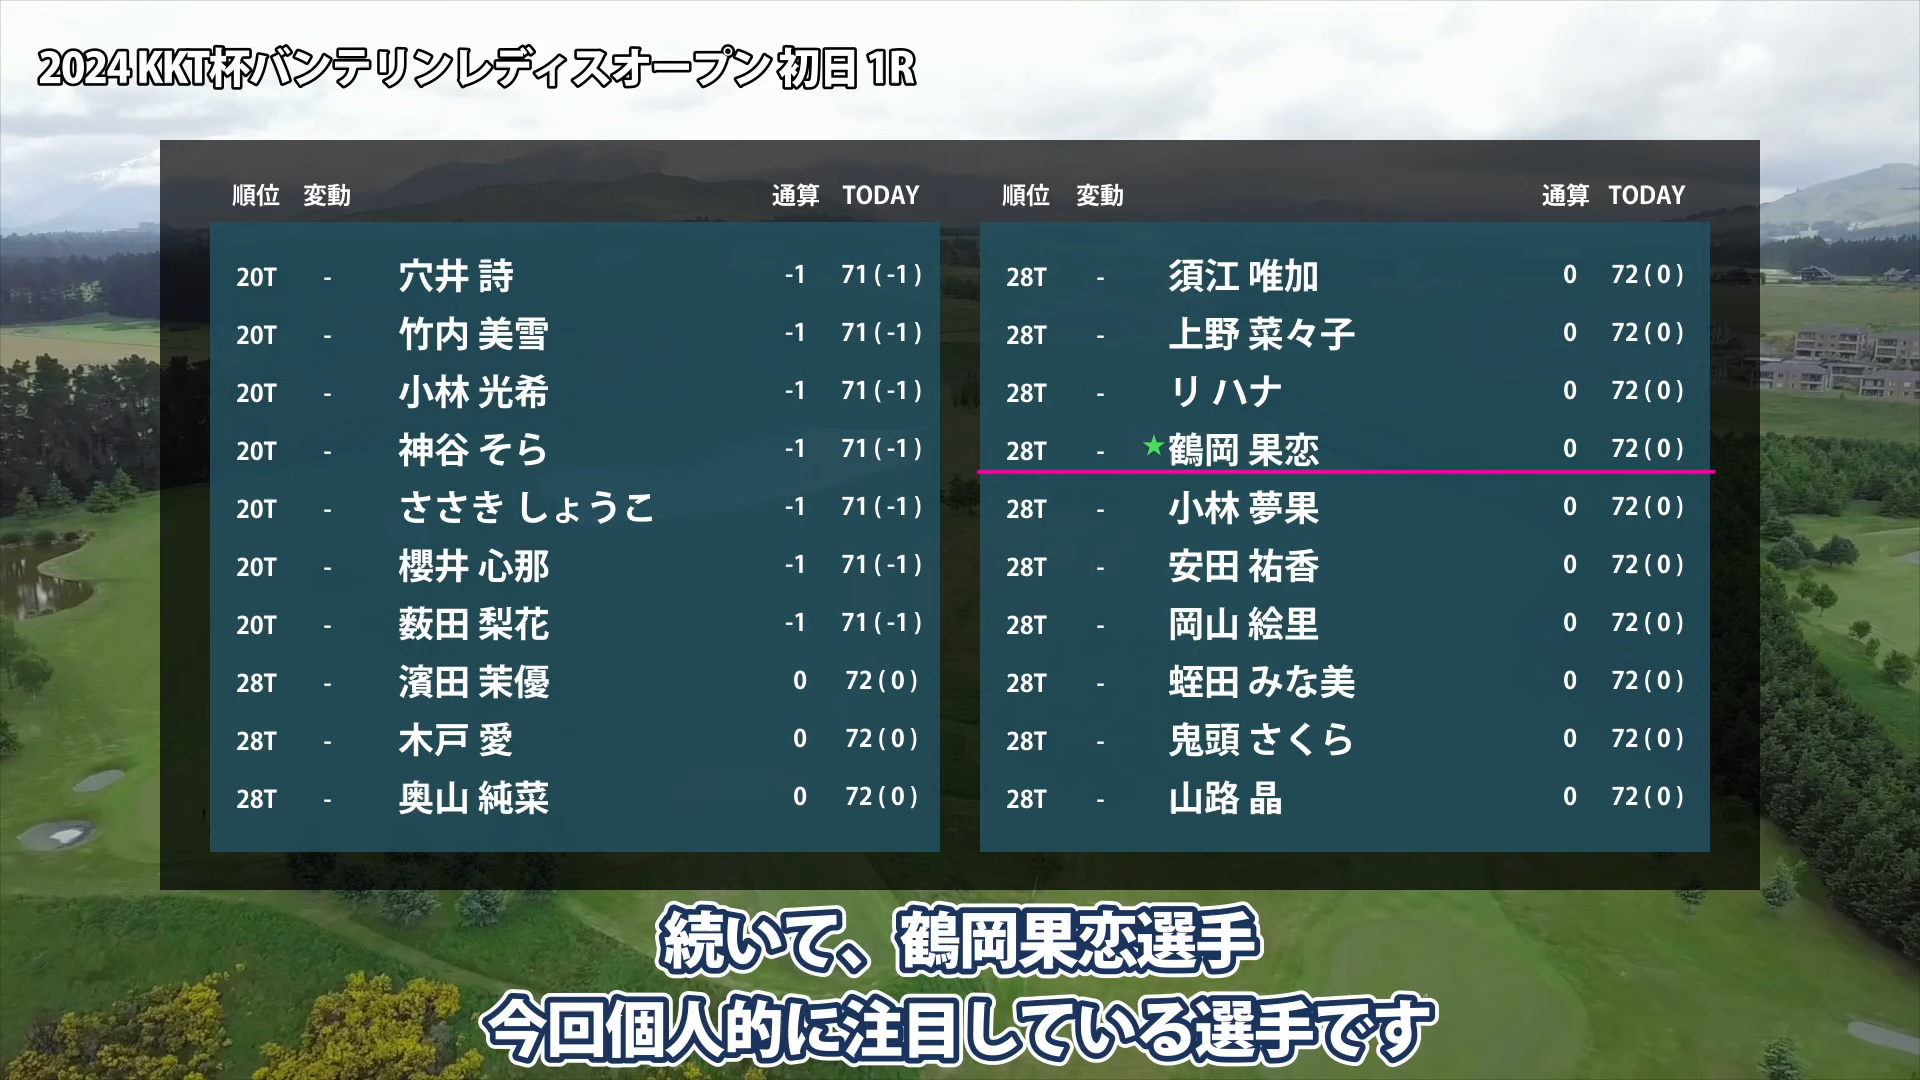 2024 KKT杯バンテリンレディスオープン 初日 1R
順位 変動 通算 TODAY
20T - 穴井 詩 -1 71 ( -1 )
20T - 竹内 美雪 -1 71 ( -1 )
20T - 小林 光希 -1 71 ( -1 )
20T - 神谷 そら -1 71 ( -1 )
20T - ささき しょうこ -1 71 ( -1 )
20T - 櫻井 心那 -1 71 ( -1 )
20T - 薮田 梨花 -1 71 ( -1 )
28T - 濱田 茉優 0 72 ( 0 )
28T - 木戸 愛 0 72 ( 0 )
28T - 奥山 純菜 0 72 ( 0 )
順位 変動 通算 TODAY
28T - 須江 唯加 0 72 ( 0 )
28T - 上野 菜々子 0 72 ( 0 )
28T - リ ハナ 0 72 ( 0 )
28T - ★鶴岡 果恋 0 72 ( 0 )
28T - 小林 夢果 0 72 ( 0 )
28T - 安田 祐香 0 72 ( 0 )
28T - 岡山 絵里 0 72 ( 0 )
28T - 蛭田 みな美 0 72 ( 0 )
28T - 鬼頭 さくら 0 72 ( 0 )
28T - 山路 晶 0 72 ( 0 )
続いて、鶴岡果恋選手
今回個人的に注目している選手です